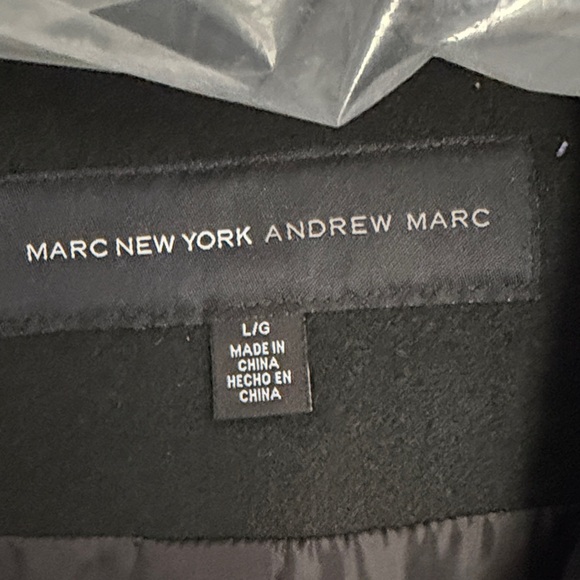 MARC NEW YORK ANDREW MARC
L/G
MADE IN
CHINA
HECHO EN
CHINA